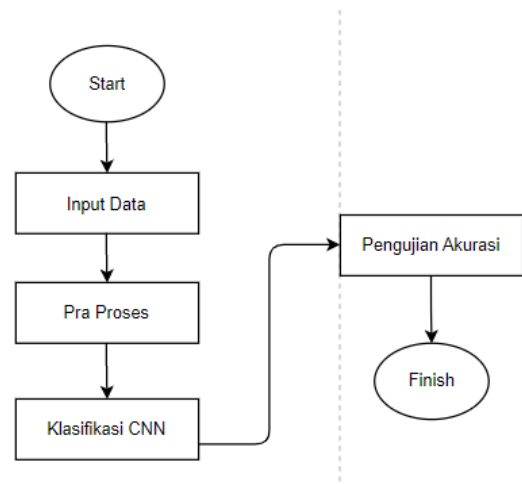 Start
Input Data
Pra Proses
Klasifikasi CNN
Pengujian Akurasi
Finish